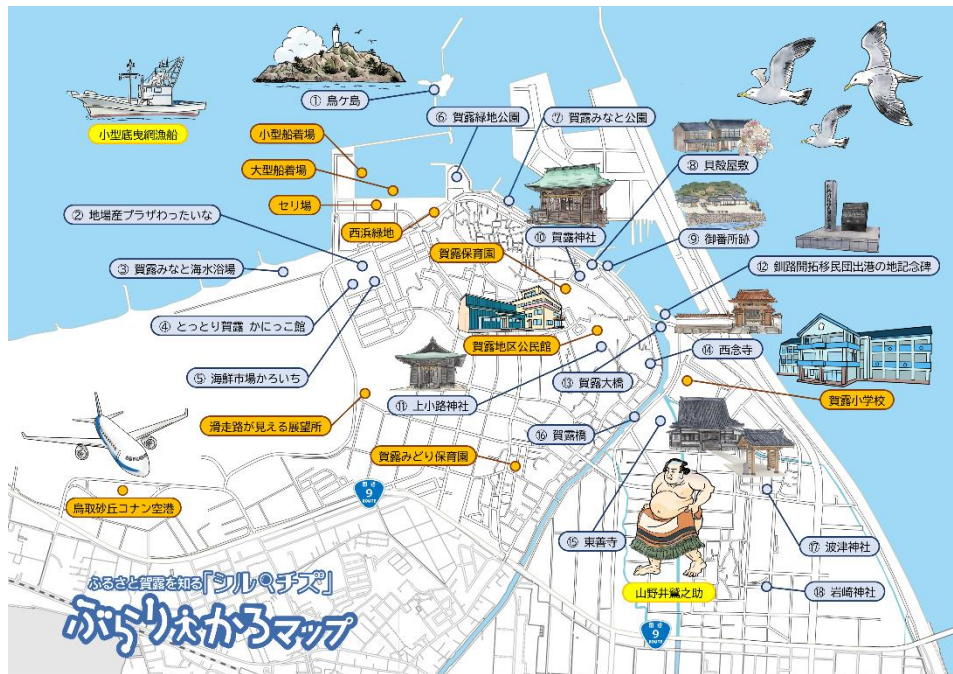 ① 鳥ケ島
小型底曳網漁船
⑥ 賀露緑地公園
⑦ 賀露みなと公園
小型船着場
大型船着場
セリ場
⑧ 貝殻屋敷
② 地場産プラザわったいな
西浜緑地
⑩ 賀露神社
⑨ 御番所跡
賀露保育園
③ 賀露みなと海水浴場
⑫ 釧路開拓移民団出港の地記念碑
④ とっとり賀露 かにっこ館
賀露地区公民館
⑭ 西念寺
⑤ 海鮮市場かろいち
⑬ 賀露大橋
⑪ 上小路神社
賀露小学校
滑走路が見える展望所
⑯ 賀露橋
賀露みどり保育園
国道
9
ROUTE
鳥取砂丘コナン空港
⑮ 東善寺
⑰ 波津神社
ふるさと賀露を知る「シルベチズ」
山野井鷲之助
⑱ 岩崎神社
ぶらりかろマップ
国道
9
ROUTE